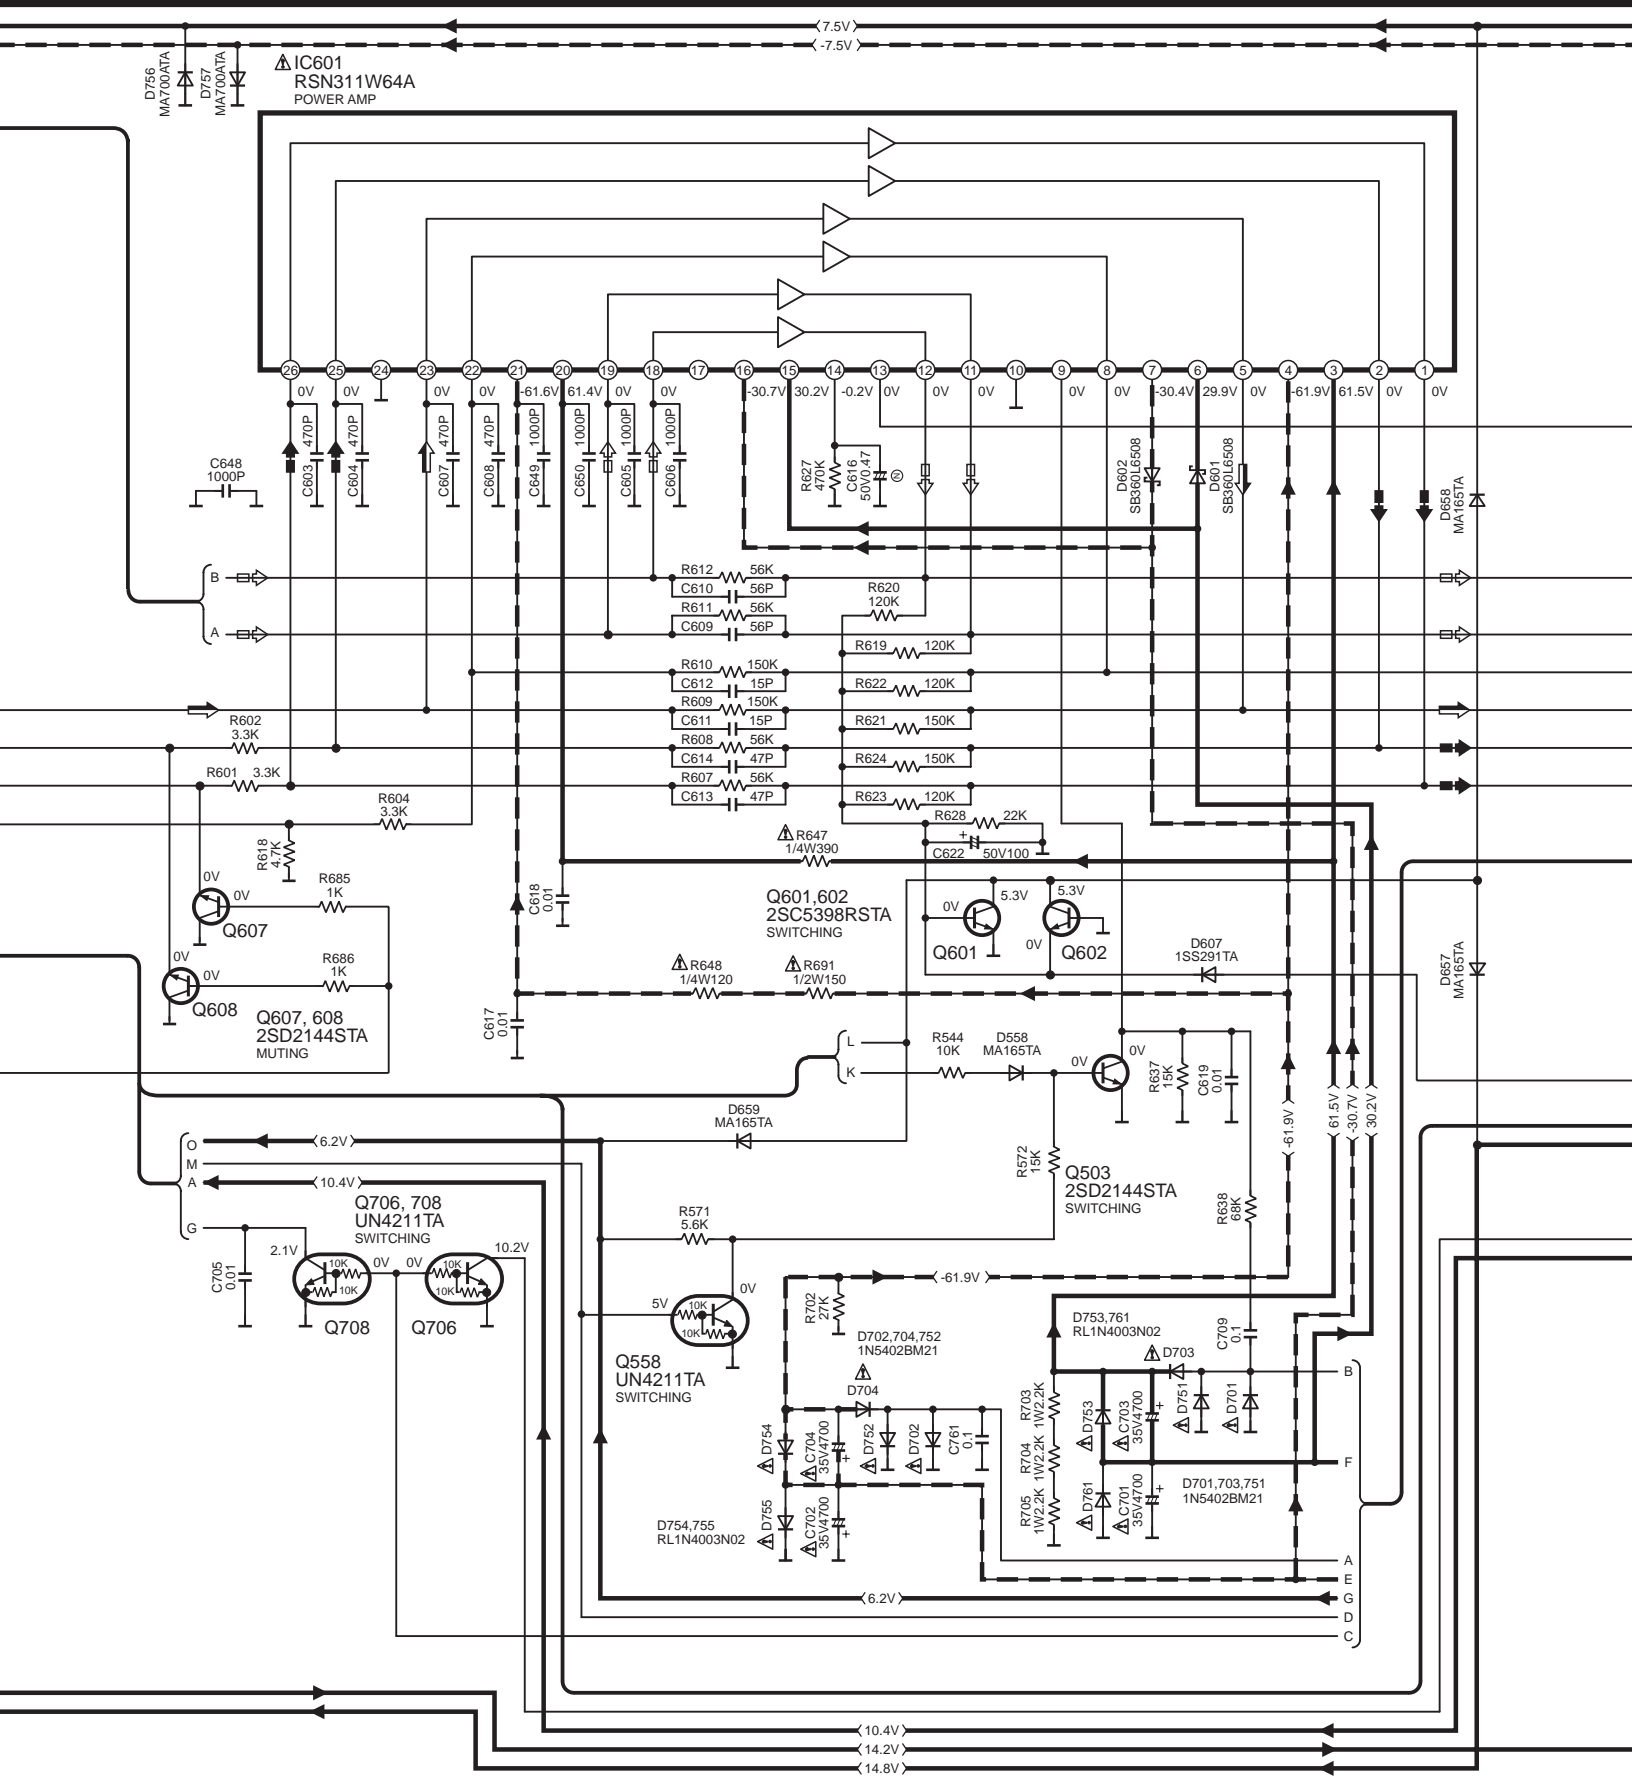 7.5V
-7.5V
D756
MA700ATA
D757
MA700ATA
IC601
RSN311W64A
POWER AMP
26
25
24
23
22
21
20
19
18
17
16
15
14
13
12
11
10
9
8
7
6
5
4
3
2
1
0V
0V
0V
0V
-61.6V
61.4V
0V
0V
-30.7V
30.2V
-0.2V
0V
0V
0V
0V
0V
-30.4V
29.9V
0V
-61.9V
61.5V
0V
0V
C648
1000P
C603
470P
C604
470P
C607
470P
C608
470P
C649
1000P
C650
1000P
C605
1000P
C606
1000P
R627
470K
C616
50V0.47
N
D602
SB360L6508
D601
SB360L6508
D658
MA165TA
B
A
R612
56K
C610
56P
R611
56K
C609
56P
R610
150K
C612
15P
R609
150K
C611
15P
R608
56K
C614
47P
R607
56K
C613
47P
R620
120K
R619
120K
R622
120K
R621
150K
R624
150K
R623
120K
R628
22K
+
C622
50V100
R602
3.3K
R601
3.3K
R604
3.3K
R618
4.7K
R647
1/4W390
0V
0V
Q607
R685
1K
0V
0V
Q608
R686
1K
Q607, 608
2SD2144STA
MUTING
C618
0.01
Q601,602
2SC5398RSTA
SWITCHING
0V
5.3V
Q601
5.3V
0V
Q602
D607
1SS291TA
D657
MA165TA
R648
1/4W120
R691
1/2W150
C617
0.01
L
K
R544
10K
D558
MA165TA
0V
0V
R637
15K
C619
0.01
-61.9V
61.5V
-30.7V
30.2V
D659
MA165TA
O
M
A
G
6.2V
10.4V
R572
15K
Q503
2SD2144STA
SWITCHING
R638
68K
Q706, 708
UN4211TA
SWITCHING
R571
5.6K
C705
0.01
2.1V
10K
10K
0V
Q708
0V
10K
10K
10.2V
Q706
5V
10K
10K
0V
Q558
UN4211TA
SWITCHING
-61.9V
R702
27K
D702,704,752
1N5402BM21
D704
D753,761
RL1N4003N02
C709
0.1
D703
B
D754
C704
35V4700
+
D752
D702
C761
0.1
R703
1W2.2K
R704
1W2.2K
R705
1W2.2K
D753
C703
35V4700
+
D751
D701
F
D755
C702
35V4700
+
D754,755
RL1N4003N02
D761
C701
35V4700
+
D701,703,751
1N5402BM21
A
E
G
D
C
6.2V
10.4V
14.2V
14.8V